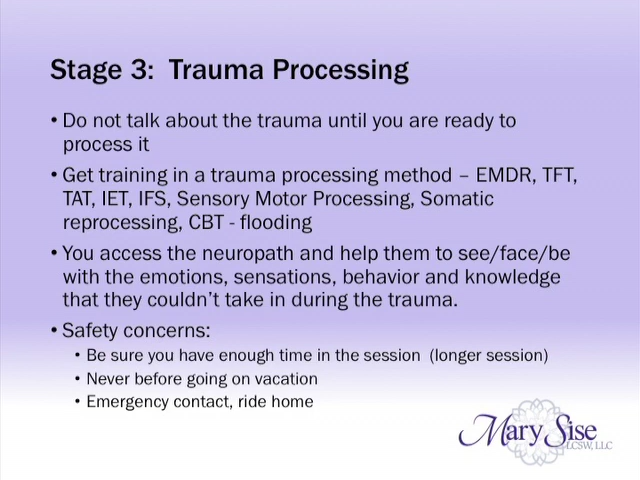 Stage 3:  Trauma Processing
• Do not talk about the trauma until you are ready to
process it
• Get training in a trauma processing method – EMDR, TFT,
TAT, IET, IFS, Sensory Motor Processing, Somatic
reprocessing, CBT - flooding
• You access the neuropath and help them to see/face/be
with the emotions, sensations, behavior and knowledge
that they couldn’t take in during the trauma.
• Safety concerns:
• Be sure you have enough time in the session  (longer session)
• Never before going on vacation
• Emergency contact, ride home
Mary Sise
LCSW, LLC